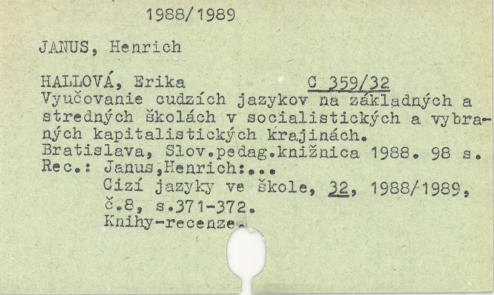 1988/1989
JANUS, Henrich
HALLOVÁ, Erika C 359/32
Vyučovanie cudzích jazykov na základných a
stredných školách v socialistických a vybra-
ných kapitalistických krajinách.
Bratislava, Slov.pedag.knižnica 1988. 98 s.
Rec.: Janus,Henrich:...
Cizí jazyky ve škole, 32, 1988/1989,
č.8, s.371-372.
Knihy-recenze.